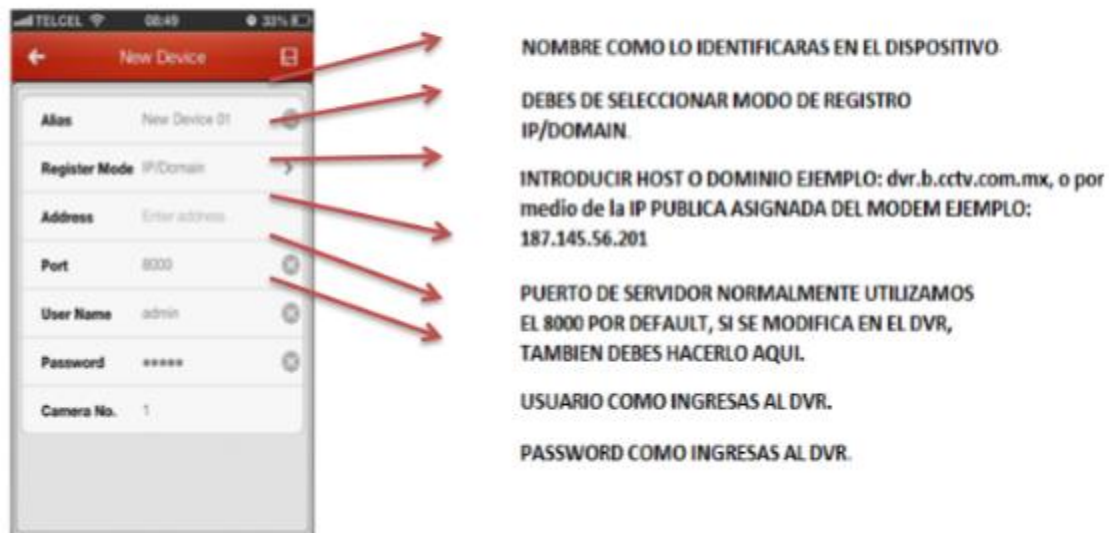 TELCEL 08:49 33%
New Device
Alias New Device 01
Register Mode IP/Domain
Address Enter address
Port 8000
User Name admin
Password *****
Camera No. 1
NOMBRE COMO LO IDENTIFICARAS EN EL DISPOSITIVO
DEBES DE SELECCIONAR MODO DE REGISTRO
IP/DOMAIN.
INTRODUCIR HOST O DOMINIO EJEMPLO: dvr.b.cctv.com.mx, o por
medio de la IP PUBLICA ASIGNADA DEL MODEM EJEMPLO:
187.145.56.201
PUERTO DE SERVIDOR NORMALMENTE UTILIZAMOS
EL 8000 POR DEFAULT, SI SE MODIFICA EN EL DVR,
TAMBIEN DEBES HACERLO AQUI.
USUARIO COMO INGRESAS AL DVR.
PASSWORD COMO INGRESAS AL DVR.